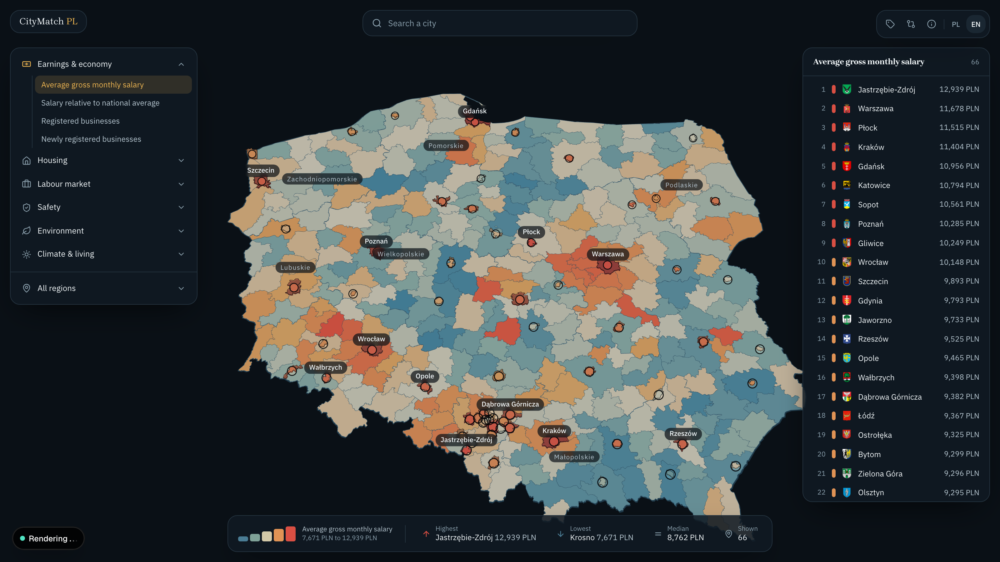 CityMatch PL
Search a city
PL EN
Earnings & economy
Average gross monthly salary
Salary relative to national average
Registered businesses
Newly registered businesses
Housing
Labour market
Safety
Environment
Climate & living
All regions
Gdańsk
Pomorskie
Szczecin
Zachodniopomorskie
Podlaskie
Płock
Poznań
Wielkopolskie
Warszawa
Lubuskie
Wrocław
Wałbrzych
Opole
Dąbrowa Górnicza
Kraków
Rzeszów
Jastrzębie-Zdrój
Małopolskie
Average gross monthly salary 66
1 Jastrzębie-Zdrój 12,939 PLN
2 Warszawa 11,678 PLN
3 Płock 11,515 PLN
4 Kraków 11,404 PLN
5 Gdańsk 10,956 PLN
6 Katowice 10,794 PLN
7 Sopot 10,561 PLN
8 Poznań 10,285 PLN
9 Gliwice 10,249 PLN
10 Wrocław 10,148 PLN
11 Szczecin 9,893 PLN
12 Gdynia 9,793 PLN
13 Jaworzno 9,733 PLN
14 Rzeszów 9,525 PLN
15 Opole 9,465 PLN
16 Wałbrzych 9,398 PLN
17 Dąbrowa Górnicza 9,382 PLN
18 Łódź 9,367 PLN
19 Ostrołęka 9,325 PLN
20 Bytom 9,299 PLN
21 Zielona Góra 9,296 PLN
22 Olsztyn 9,295 PLN
Rendering ...
Average gross monthly salary
7,671 PLN to 12,939 PLN
Highest
Jastrzębie-Zdrój 12,939 PLN
Lowest
Krosno 7,671 PLN
Median
8,762 PLN
Shown
66